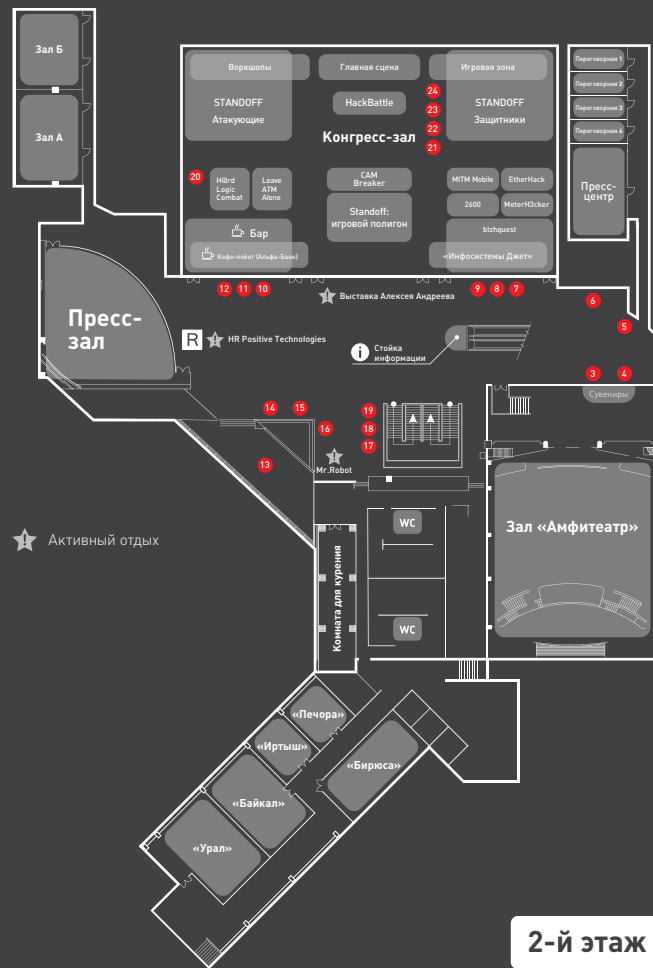 Зал Б
Зал А
Воркшопы
Главная сцена
Игровая зона
STANDOFF
Атакующие
HackBattle
STANDOFF
Защитники
24
23
22
21
Конгресс-зал
20
HI@rd
Logic
Combat
Leave
ATM
Alone
CAM
Breaker
Standoff:
игровой полигон
MITM Mobile
EtherHack
2600
MeterH3cker
blzhquest
Бар
Кофе-поинт (Альфа-Банк)
«Инфосистемы Джет»
Переговорная 1
Переговорная 2
Переговорная 3
Переговорная 4
Пресс-
центр
12
11
10
9
8
7
6
5
Выставка Алексея Андреева
Пресс-
зал
R
HR Positive Technologies
i
Стойка
информации
3
4
Сувениры
14
15
16
13
19
18
17
Mr.Robot
Зал «Амфитеатр»
WC
WC
Комната для курения
Активный отдых
«Печора»
«Иртыш»
«Байкал»
«Урал»
«Бирюса»
2-й этаж